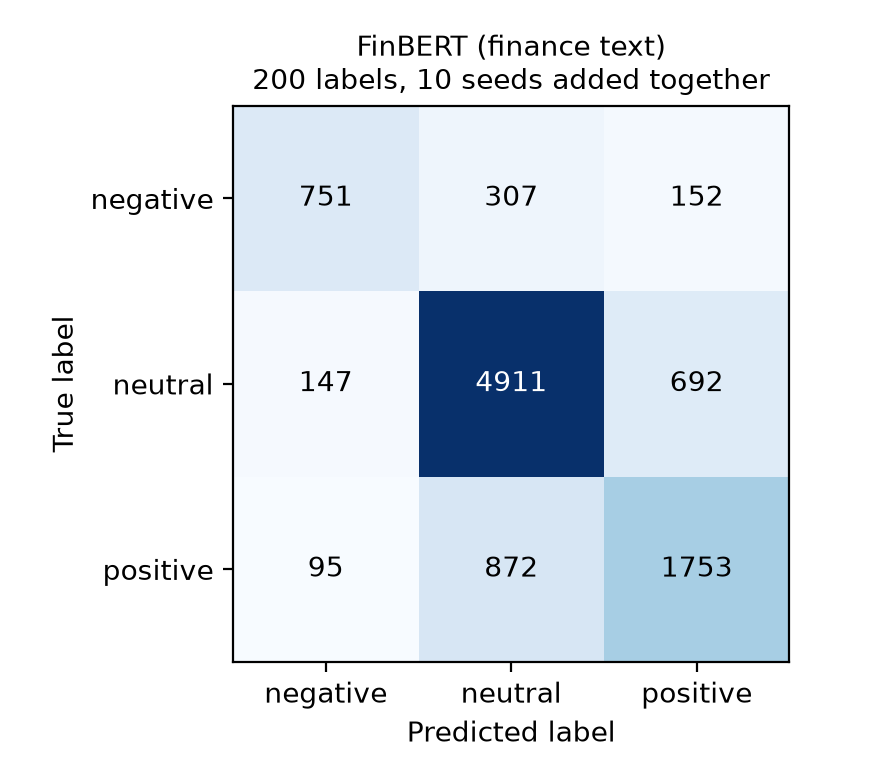 FinBERT (finance text)
200 labels, 10 seeds added together
True label
negative 751 307 152
neutral 147 4911 692
positive 95 872 1753
negative neutral positive
Predicted label